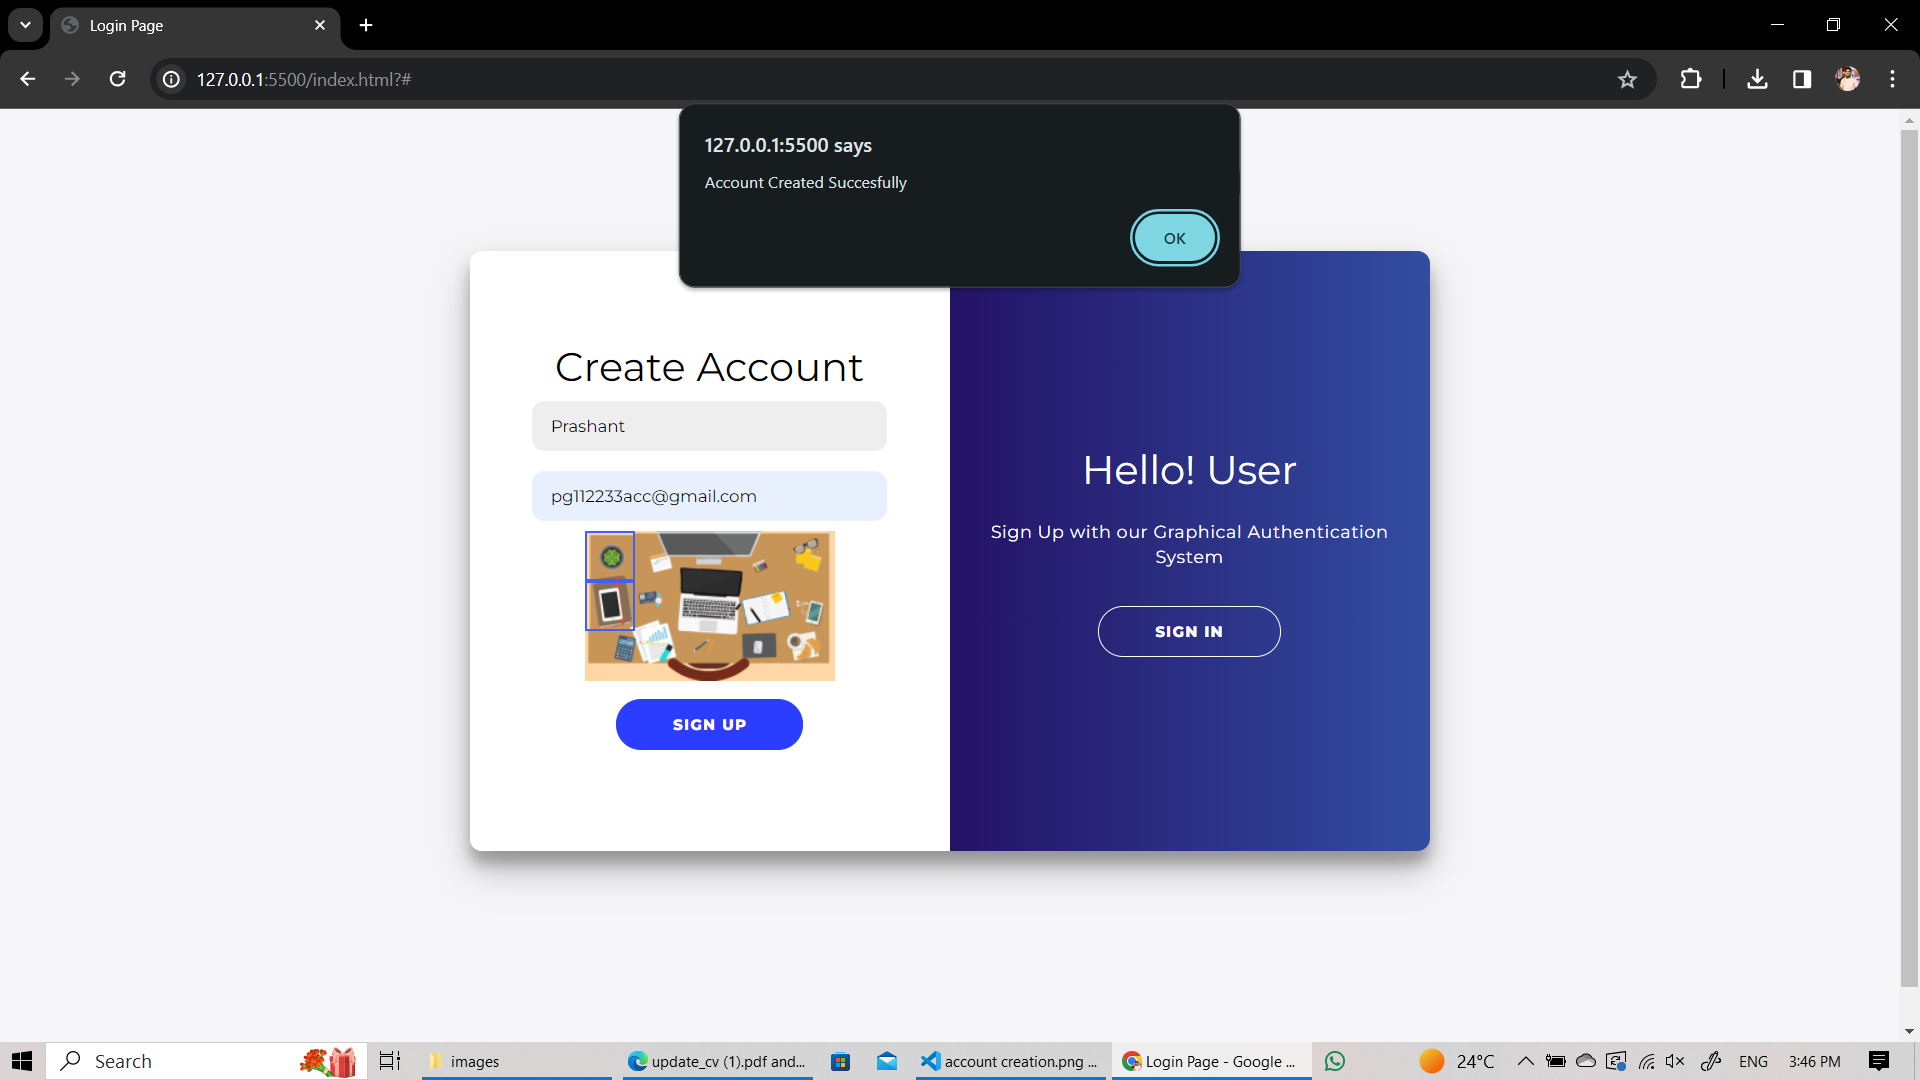 Login Page
127.0.0.1:5500/index.html?#
127.0.0.1:5500 says
Account Created Succesfully
OK
Create Account
Prashant
pg112233acc@gmail.com
SIGN UP
Hello! User
Sign Up with our Graphical Authentication
System
SIGN IN
Search
images
update_cv (1).pdf and...
account creation.png ...
Login Page - Google ...
24°C
ENG
3:46 PM